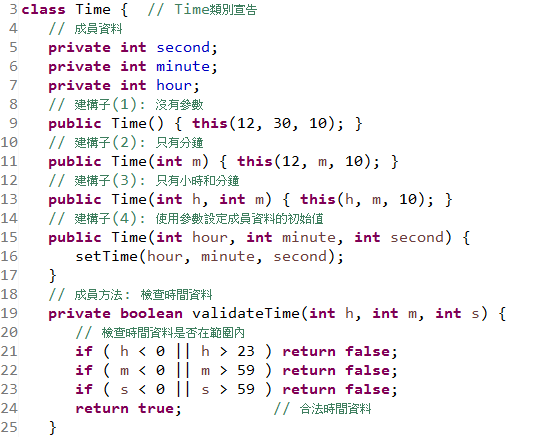 3 class Time {  // Time類別宣告
4    // 成員資料
5    private int second;
6    private int minute;
7    private int hour;
8    // 建構子(1): 沒有參數
9    public Time() { this(12, 30, 10); }
10    // 建構子(2): 只有分鐘
11    public Time(int m) { this(12, m, 10); }
12    // 建構子(3): 只有小時和分鐘
13    public Time(int h, int m) { this(h, m, 10); }
14    // 建構子(4): 使用參數設定成員資料的初始值
15    public Time(int hour, int minute, int second) {
16       setTime(hour, minute, second);
17    }
18    // 成員方法: 檢查時間資料
19    private boolean validateTime(int h, int m, int s) {
20       // 檢查時間資料是否在範圍內
21       if ( h < 0 || h > 23 ) return false;
22       if ( m < 0 || m > 59 ) return false;
23       if ( s < 0 || s > 59 ) return false;
24       return true;          // 合法時間資料
25    }